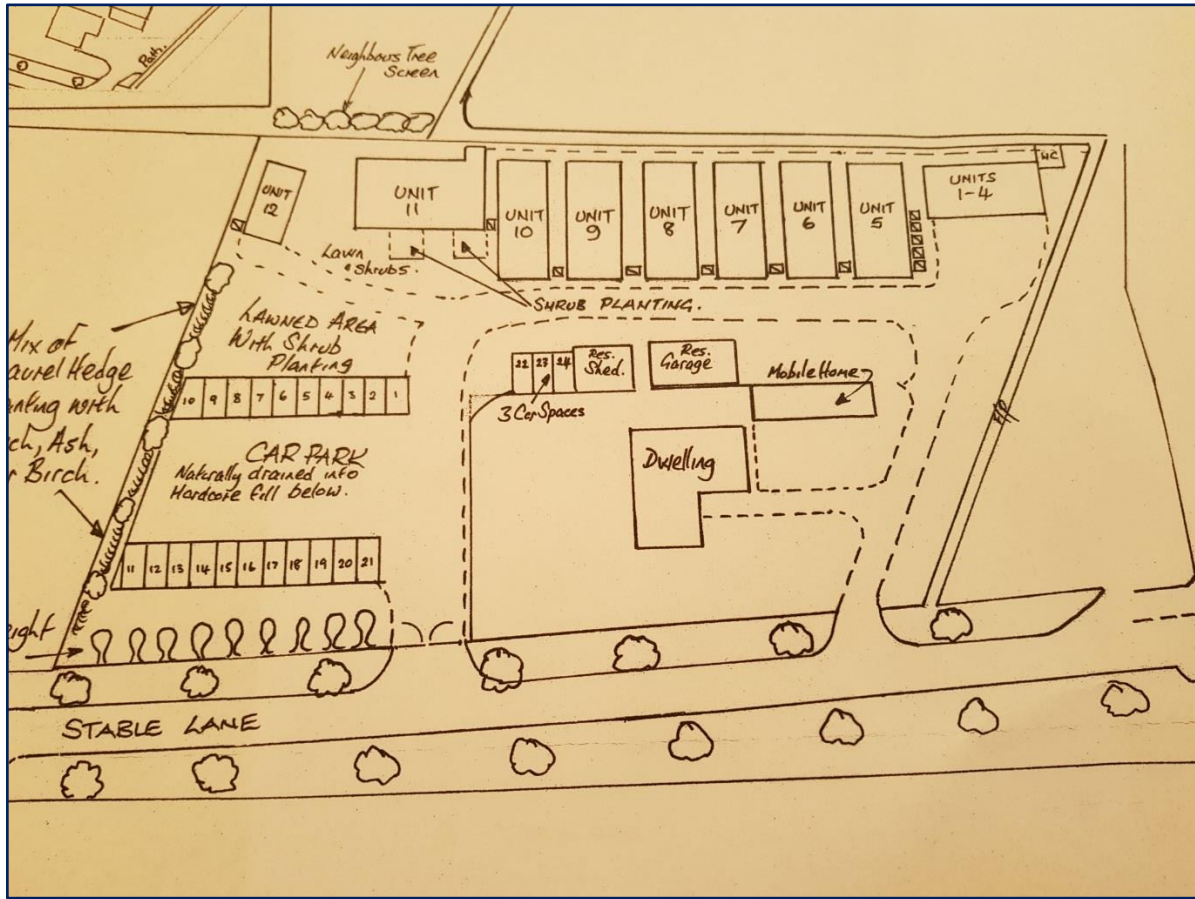 Path.
Neighbours Tree
Screen
UNIT
12
UNIT
11
UNIT
10
UNIT
9
UNIT
8
UNIT
7
UNIT
6
UNIT
5
UNITS
1-4
WC
Lawn
& Shrubs.
SHRUB PLANTING.
LAWNED AREA
With Shrub
Planting
Mix of
aurel Hedge
anting with
ch, Ash,
r Birch.
22 23 24
3 Car Spaces
Res.
Shed.
Res.
Garage
Mobile Home
10 9 8 7 6 5 4 3 2 1
CAR PARK
Naturally drained into
Hardcore fill below.
Dwelling
11 12 13 14 15 16 17 18 19 20 21
eight
STABLE LANE